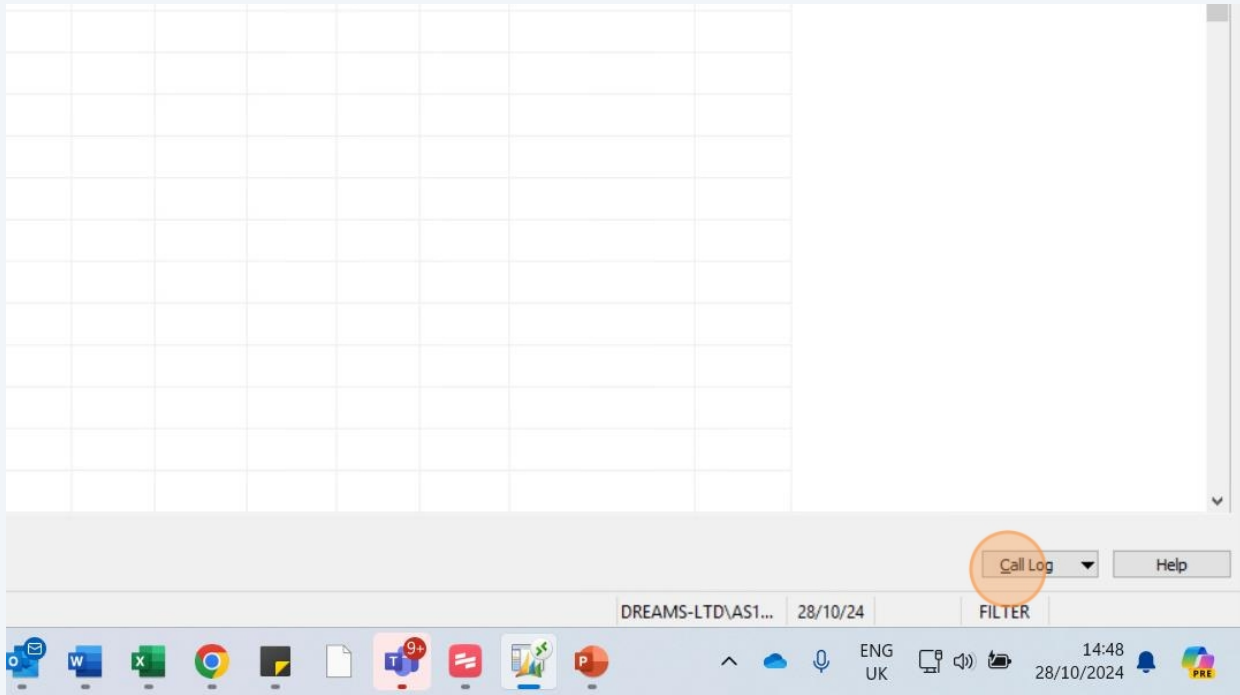 Call Log
Help
DREAMS-LTD\AS1...
28/10/24
FILTER
O
W
X
T
9+
P
ENG
UK
14:48
28/10/2024
PRE